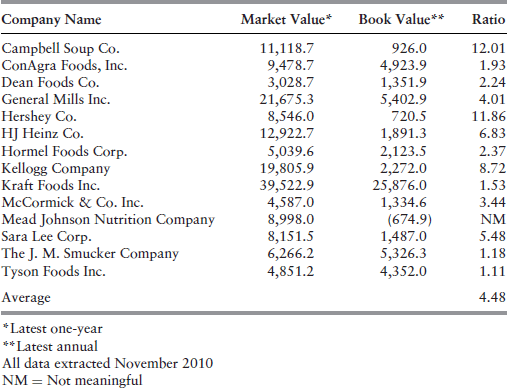 Company Name Market Value* Book Value** Ratio
Campbell Soup Co. 11,118.7 926.0 12.01
ConAgra Foods, Inc. 9,478.7 4,923.9 1.93
Dean Foods Co. 3,028.7 1,351.9 2.24
General Mills Inc. 21,675.3 5,402.9 4.01
Hershey Co. 8,546.0 720.5 11.86
HJ Heinz Co. 12,922.7 1,891.3 6.83
Hormel Foods Corp. 5,039.6 2,123.5 2.37
Kellogg Company 19,805.9 2,272.0 8.72
Kraft Foods Inc. 39,522.9 25,876.0 1.53
McCormick & Co. Inc. 4,587.0 1,334.6 3.44
Mead Johnson Nutrition Company 8,998.0 (674.9) NM
Sara Lee Corp. 8,151.5 1,487.0 5.48
The J. M. Smucker Company 6,266.2 5,326.3 1.18
Tyson Foods Inc. 4,851.2 4,352.0 1.11
Average 4.48
*Latest one-year
**Latest annual
All data extracted November 2010
NM = Not meaningful